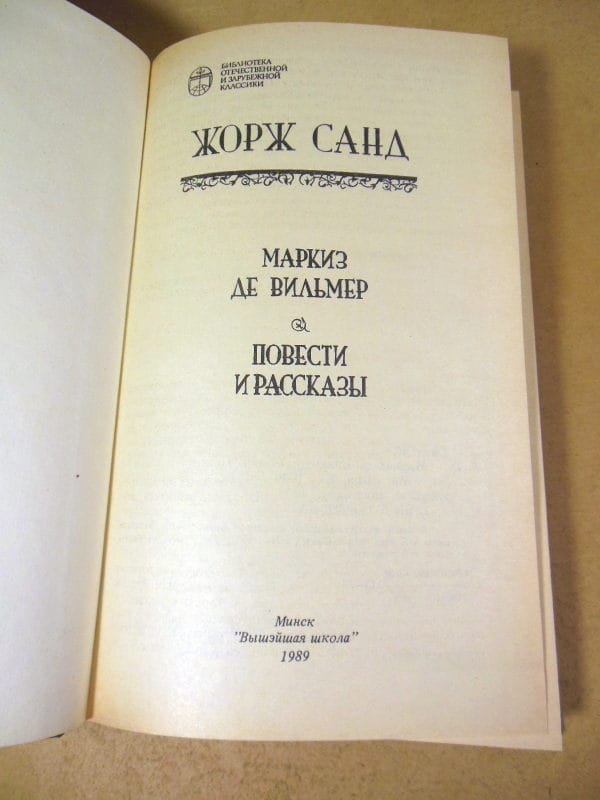 БИБЛИОТЕКА
ОТЕЧЕСТВЕННОЙ
И ЗАРУБЕЖНОЙ
КЛАССИКИ
ЖОРЖ САНД
МАРКИЗ
ДЕ ВИЛЬМЕР
ПОВЕСТИ
И РАССКАЗЫ
Минск
"Вышэйшая школа"
1989